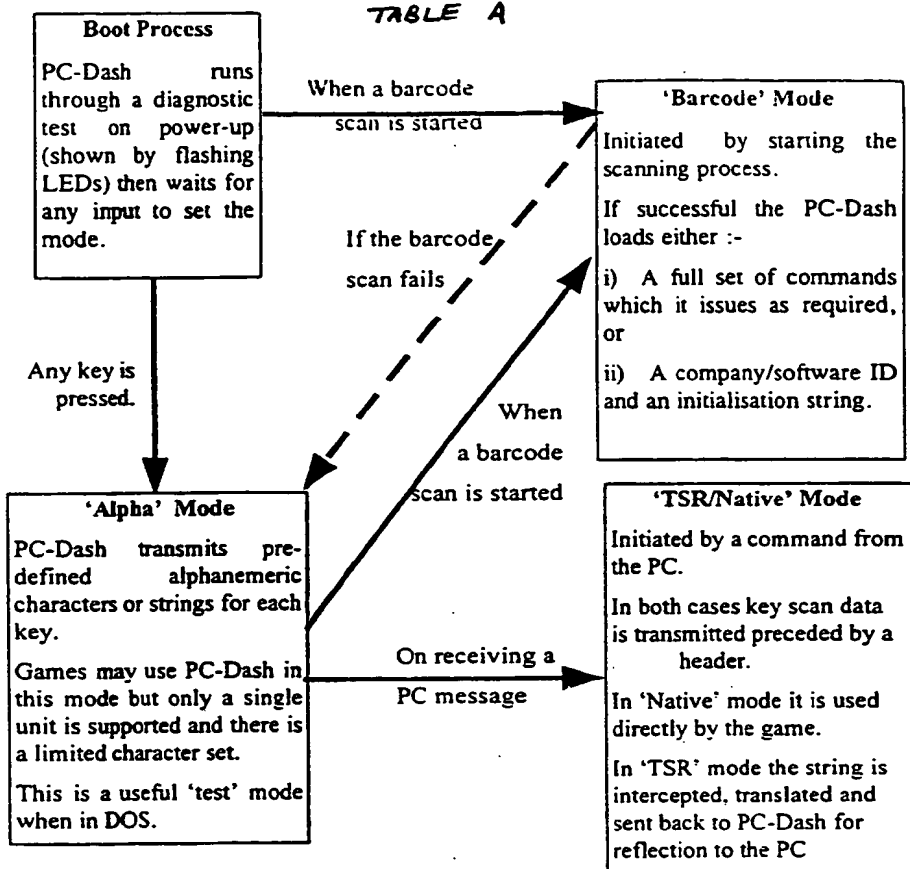 TABLE A
Boot Process
PC-Dash runs
through a diagnostic
test on power-up
(shown by flashing
LEDs) then waits for
any input to set the
mode.
When a barcode
scan is started
'Barcode' Mode
Initiated by starting the
scanning process.
If successful the PC-Dash
loads either :-
i) A full set of commands
which it issues as required,
or
ii) A company/software ID
and an initialisation string.
If the barcode
scan fails
Any key is
pressed.
When
a barcode
scan is started
'Alpha' Mode
PC-Dash transmits pre-
defined alphanemeric
characters or strings for each
key.
Games may use PC-Dash in
this mode but only a single
unit is supported and there is
a limited character set.
This is a useful 'test' mode
when in DOS.
On receiving a
PC message
'TSR/Native' Mode
Initiated by a command from
the PC.
In both cases key scan data
is transmitted preceded by a
header.
In 'Native' mode it is used
directly by the game.
In 'TSR' mode the string is
intercepted, translated and
sent back to PC-Dash for
reflection to the PC